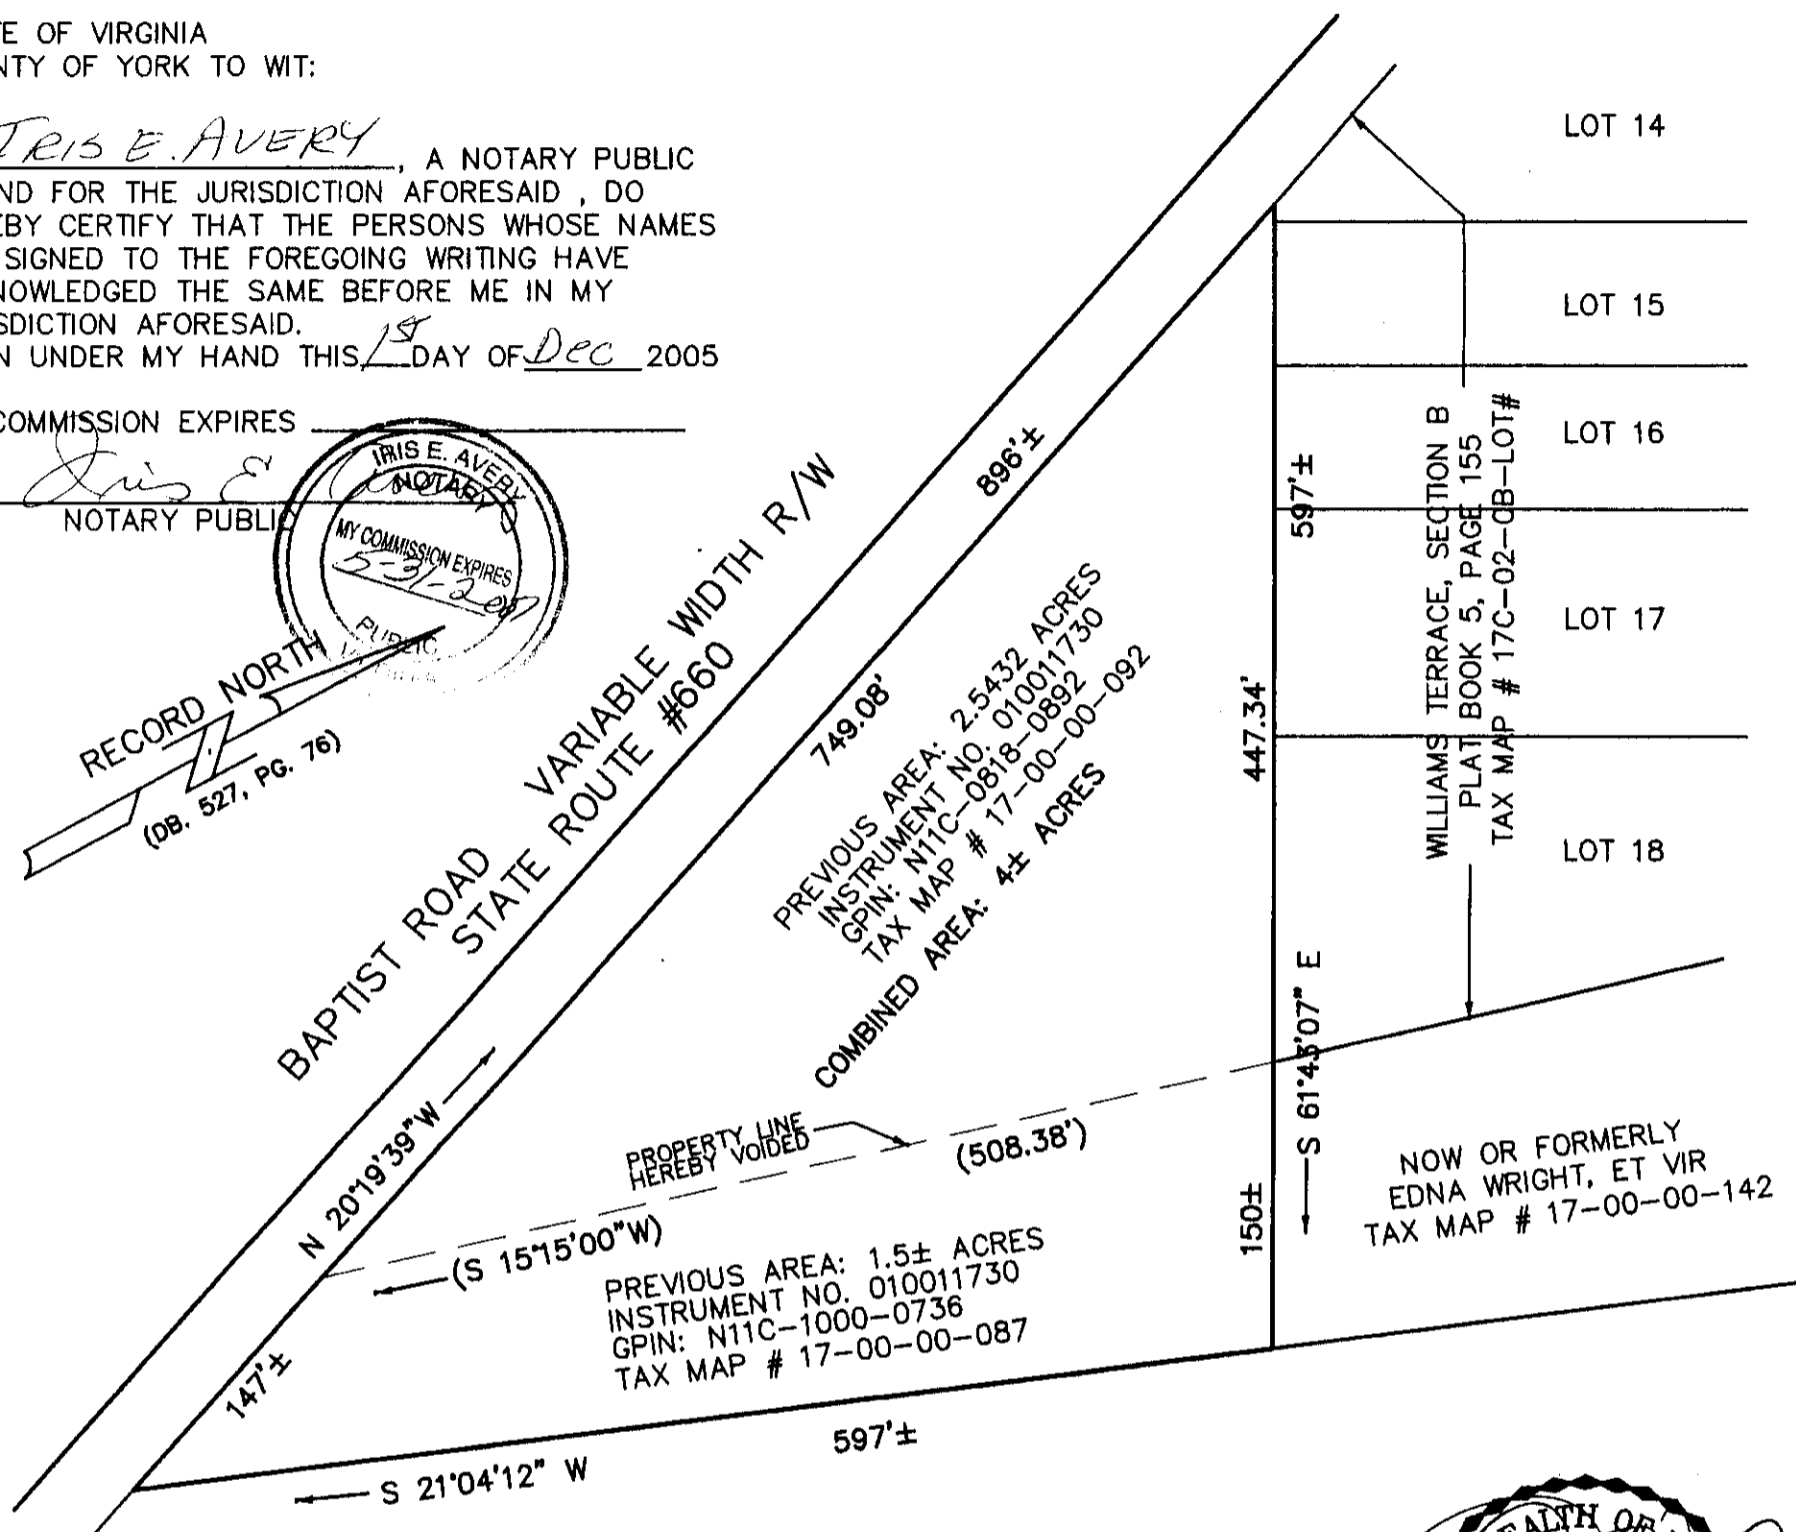 E OF VIRGINIA
NTY OF YORK TO WIT:
IRIS E. AVERY, A NOTARY PUBLIC
ND FOR THE JURISDICTION AFORESAID , DO
EBY CERTIFY THAT THE PERSONS WHOSE NAMES
SIGNED TO THE FOREGOING WRITING HAVE
NOWLEDGED THE SAME BEFORE ME IN MY
SDICTION AFORESAID.
N UNDER MY HAND THIS 1st DAY OF Dec 2005
COMMISSION EXPIRES
Iris E
NOTARY PUBLIC
IRIS E. AVERY
NOTARY
MY COMMISSION EXPIRES
5-31-2007
PUBLIC
RECORD NORTH
(DB. 527, PG. 76)
BAPTIST ROAD VARIABLE WIDTH R/W
STATE ROUTE #660
896'±
749.08'
N 20°19'39"W
147'±
PREVIOUS AREA: 2.5432 ACRES
INSTRUMENT NO. 010011730
GPIN: N11C-0818-0892
TAX MAP # 17-00-00-092
COMBINED AREA: 4± ACRES
PROPERTY LINE
HEREBY VOIDED
(508.38')
(S 15°15'00"W)
PREVIOUS AREA: 1.5± ACRES
INSTRUMENT NO. 010011730
GPIN: N11C-1000-0736
TAX MAP # 17-00-00-087
597'±
S 21°04'12" W
597'±
447.34'
S 61°43'07" E
150±
WILLIAMS TERRACE, SECTION B
PLAT BOOK 5, PAGE 155
TAX MAP # 17C-02-0B-LOT#
LOT 14
LOT 15
LOT 16
LOT 17
LOT 18
NOW OR FORMERLY
EDNA WRIGHT, ET VIR
TAX MAP # 17-00-00-142
EALTH OF